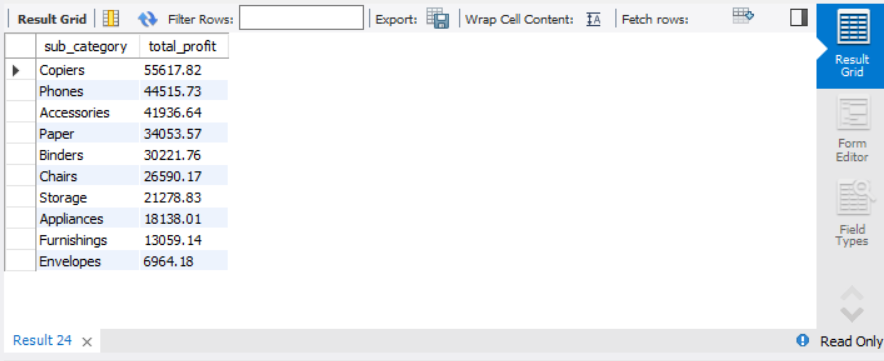 Result Grid Filter Rows: Export: Wrap Cell Content: Fetch rows:
sub_category total_profit
Copiers 55617.82
Phones 44515.73
Accessories 41936.64
Paper 34053.57
Binders 30221.76
Chairs 26590.17
Storage 21278.83
Appliances 18138.01
Furnishings 13059.14
Envelopes 6964.18
Result
Grid
Form
Editor
Field
Types
Result 24 Read Only